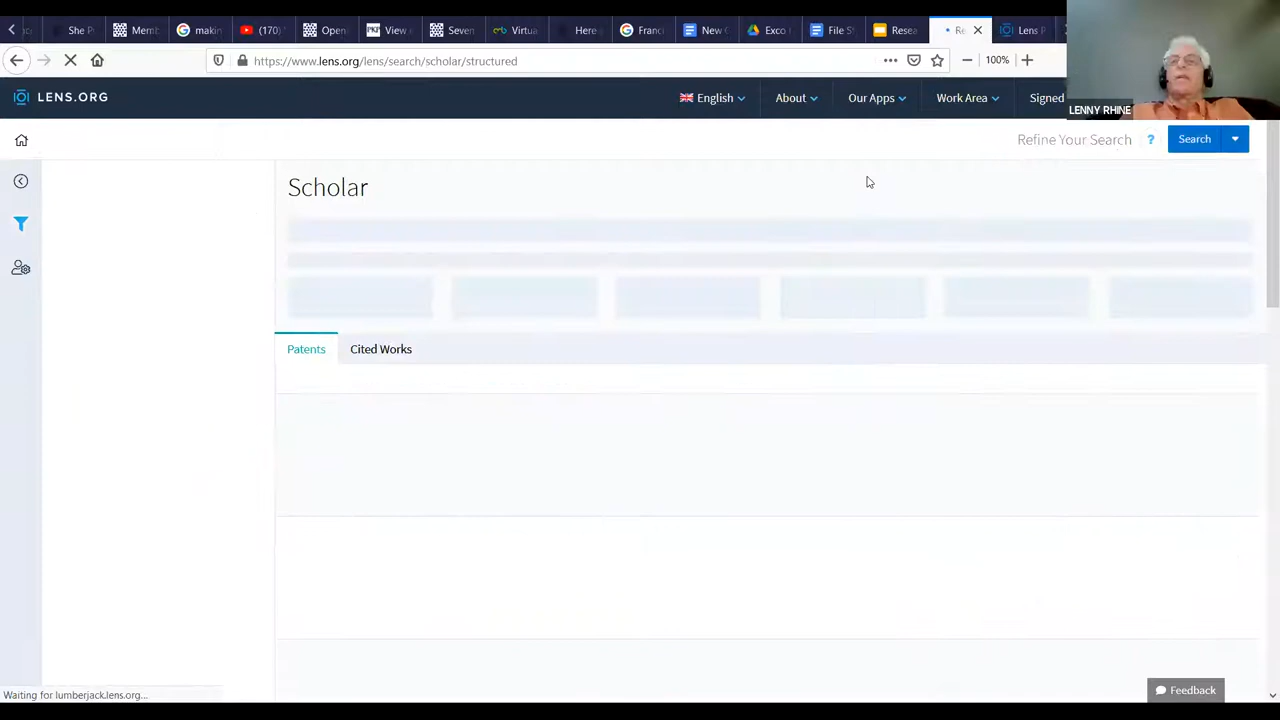 She P
Memb
makin
(170)
Open
View
Seven
Virtua
Here
Franci
New
Exco
File S
Resea
Re
Lens P
https://www.lens.org/lens/search/scholar/structured
100%
LENS.ORG
English
About
Our Apps
Work Area
Signed
LENNY RHINE
Refine Your Search
?
Search
Scholar
Patents
Cited Works
Waiting for lumberjack.lens.org...
Feedback